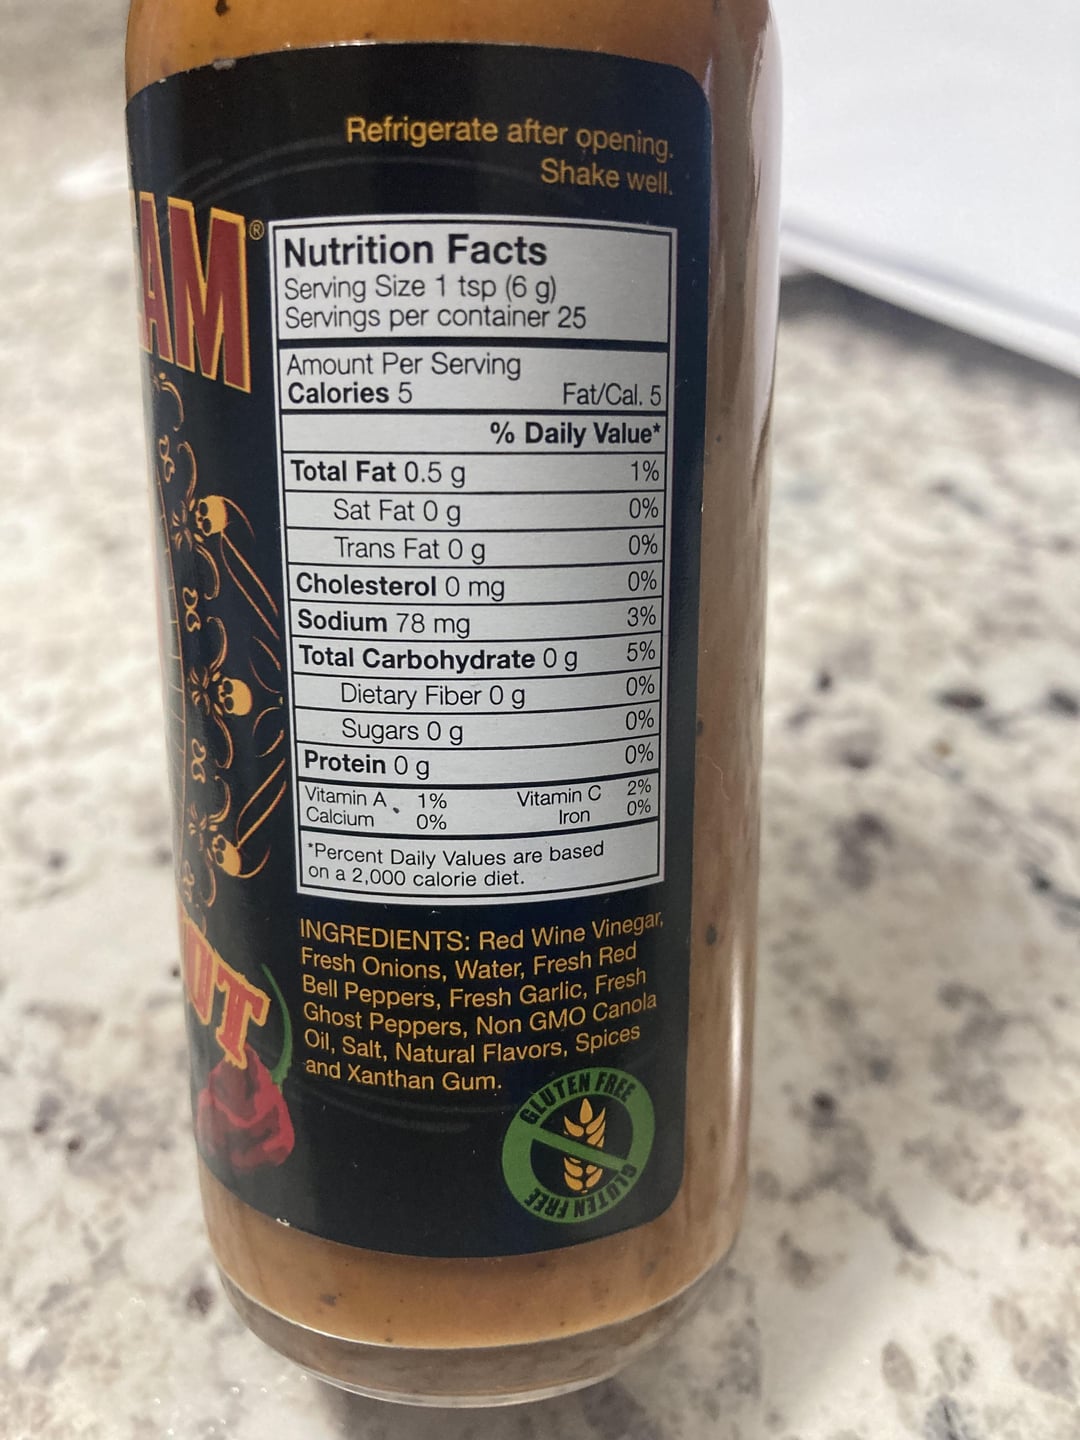 Refrigerate after opening.
Shake well.
AM®
Nutrition Facts
Serving Size 1 tsp (6 g)
Servings per container 25
Amount Per Serving
Calories 5 Fat/Cal. 5
% Daily Value*
Total Fat 0.5 g 1%
Sat Fat 0 g 0%
Trans Fat 0 g 0%
Cholesterol 0 mg 0%
Sodium 78 mg 3%
Total Carbohydrate 0 g 5%
Dietary Fiber 0 g 0%
Sugars 0 g 0%
Protein 0 g 0%
Vitamin A 1% Vitamin C 2%
Calcium 0% Iron 0%
*Percent Daily Values are based
on a 2,000 calorie diet.
UT
INGREDIENTS: Red Wine Vinegar,
Fresh Onions, Water, Fresh Red
Bell Peppers, Fresh Garlic, Fresh
Ghost Peppers, Non GMO Canola
Oil, Salt, Natural Flavors, Spices
and Xanthan Gum.
GLUTEN FREE
GLUTEN FREE